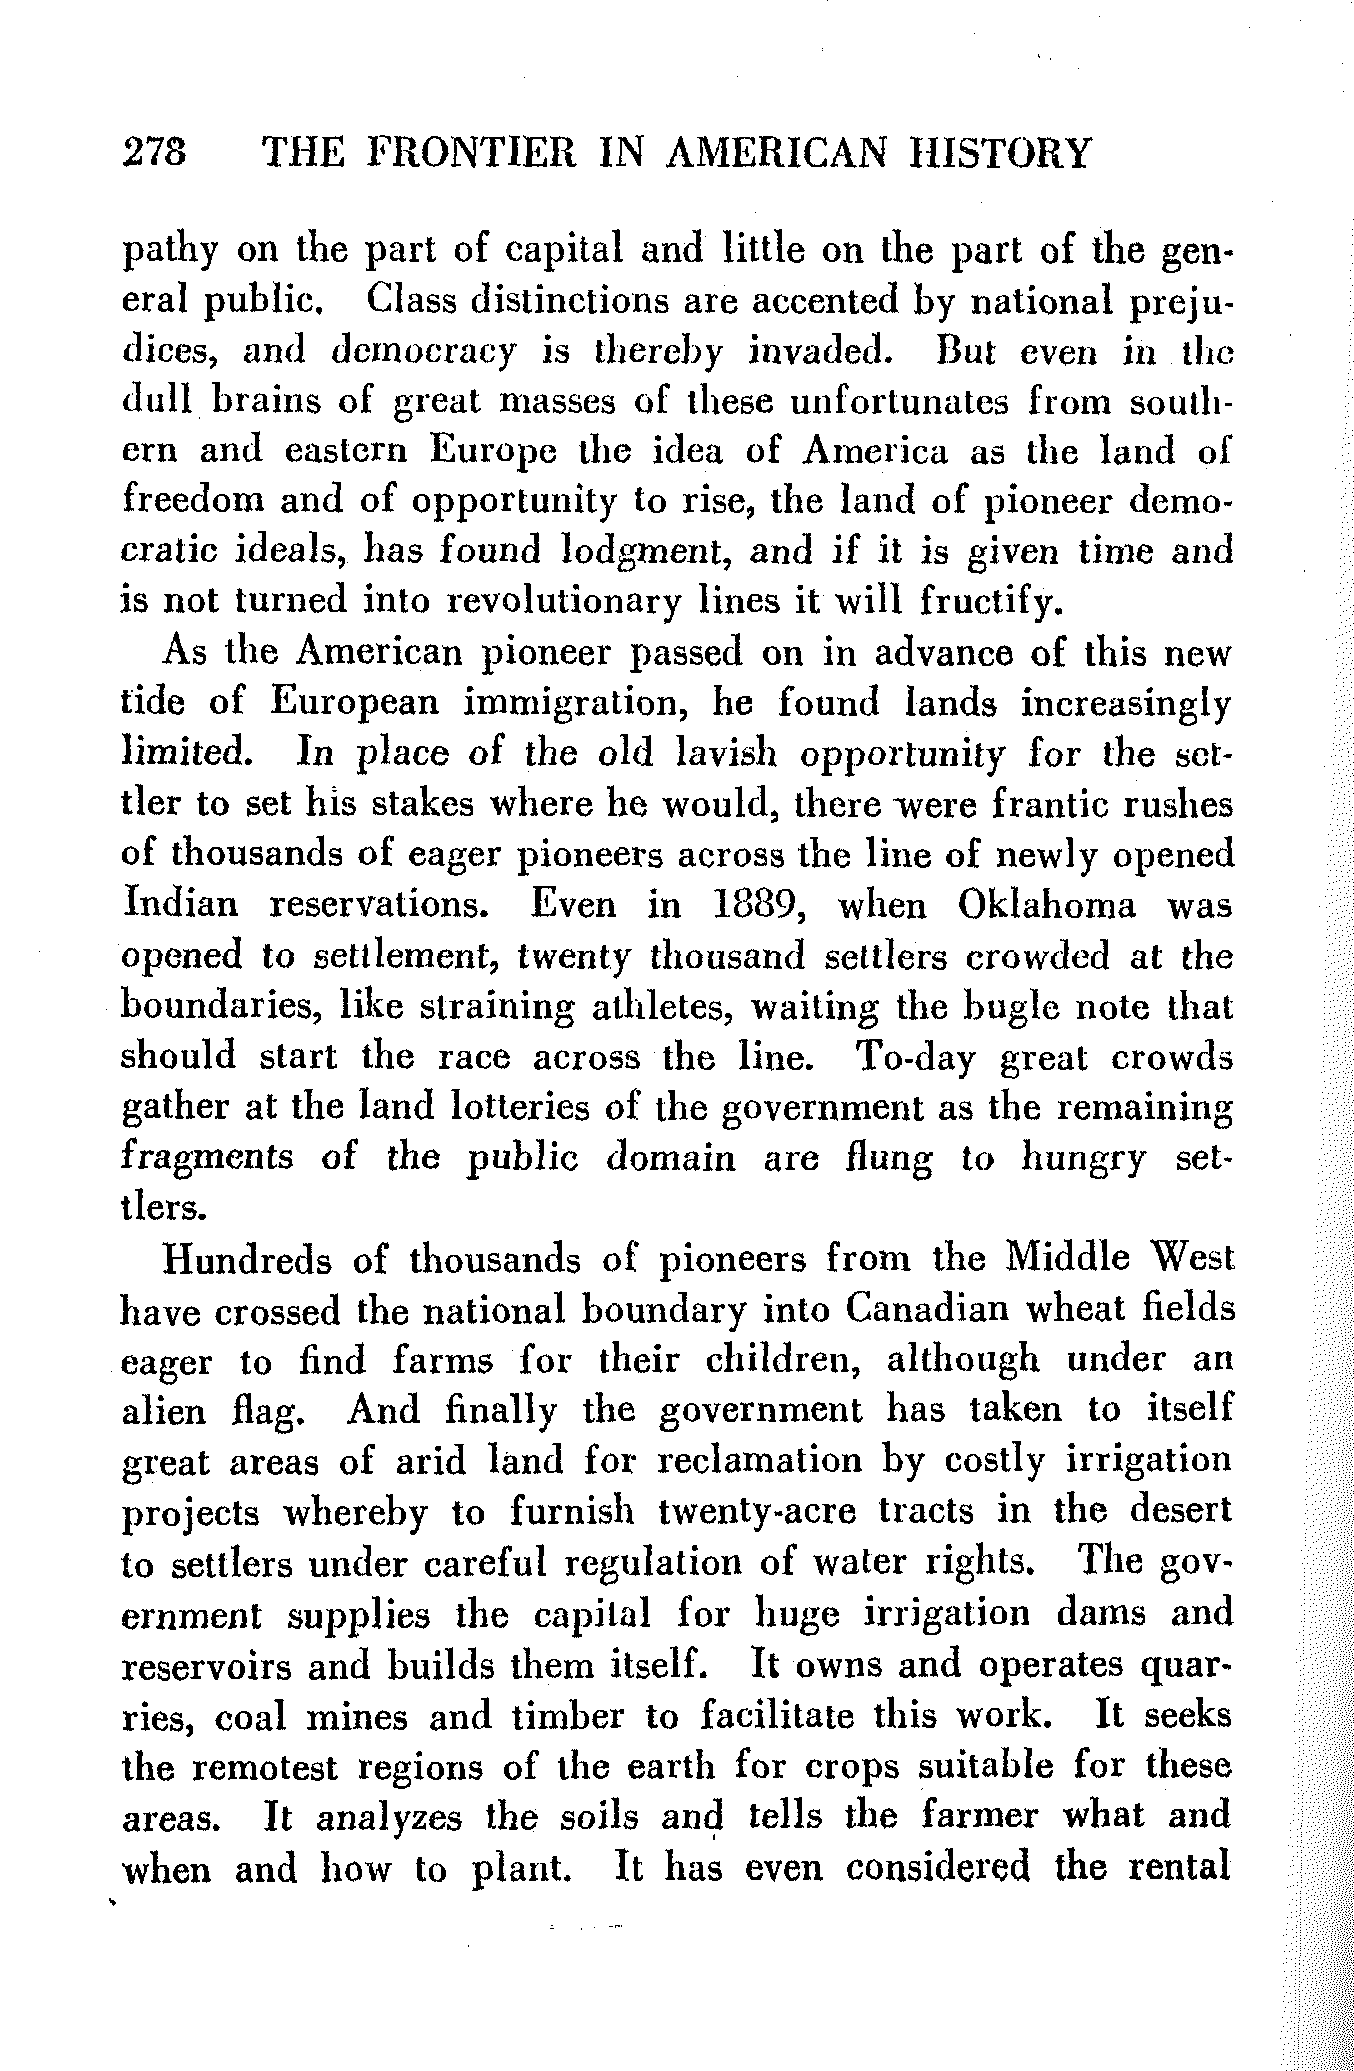 278 THE FRONTIER IN AMERICAN HISTORY
pathy on the part of capital and little on the part of the gen-
eral public. Class distinctions are accented by national preju-
dices, and democracy is thereby invaded. But even in the
dull brains of great masses of these unfortunates from south-
ern and eastern Europe the idea of America as the land of
freedom and of opportunity to rise, the land of pioneer demo-
cratic ideals, has found lodgment, and if it is given time and
is not turned into revolutionary lines it will fructify.
As the American pioneer passed on in advance of this new
tide of European immigration, he found lands increasingly
limited. In place of the old lavish opportunity for the set-
tler to set his stakes where he would, there were frantic rushes
of thousands of eager pioneers across the line of newly opened
Indian reservations. Even in 1889, when Oklahoma was
opened to settlement, twenty thousand settlers crowded at the
boundaries, like straining athletes, waiting the bugle note that
should start the race across the line. To-day great crowds
gather at the land lotteries of the government as the remaining
fragments of the public domain are flung to hungry set-
tlers.
Hundreds of thousands of pioneers from the Middle West
have crossed the national boundary into Canadian wheat fields
eager to find farms for their children, although under an
alien flag. And finally the government has taken to itself
great areas of arid land for reclamation by costly irrigation
projects whereby to furnish twenty-acre tracts in the desert
to settlers under careful regulation of water rights. The gov-
ernment supplies the capital for huge irrigation dams and
reservoirs and builds them itself. It owns and operates quar-
ries, coal mines and timber to facilitate this work. It seeks
the remotest regions of the earth for crops suitable for these
areas. It analyzes the soils and tells the farmer what and
when and how to plant. It has even considered the rental